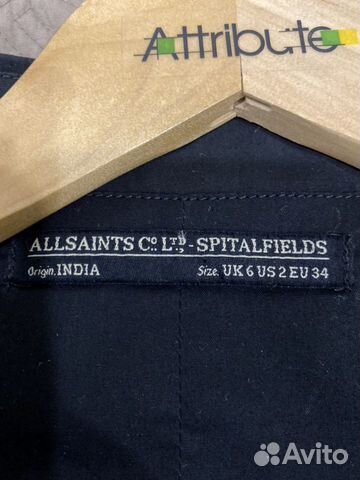 Attribute
ALLSAINTS Cº. LTD, - SPITALFIELDS
Origin. INDIA Size. UK 6 US 2 EU 34
Avito